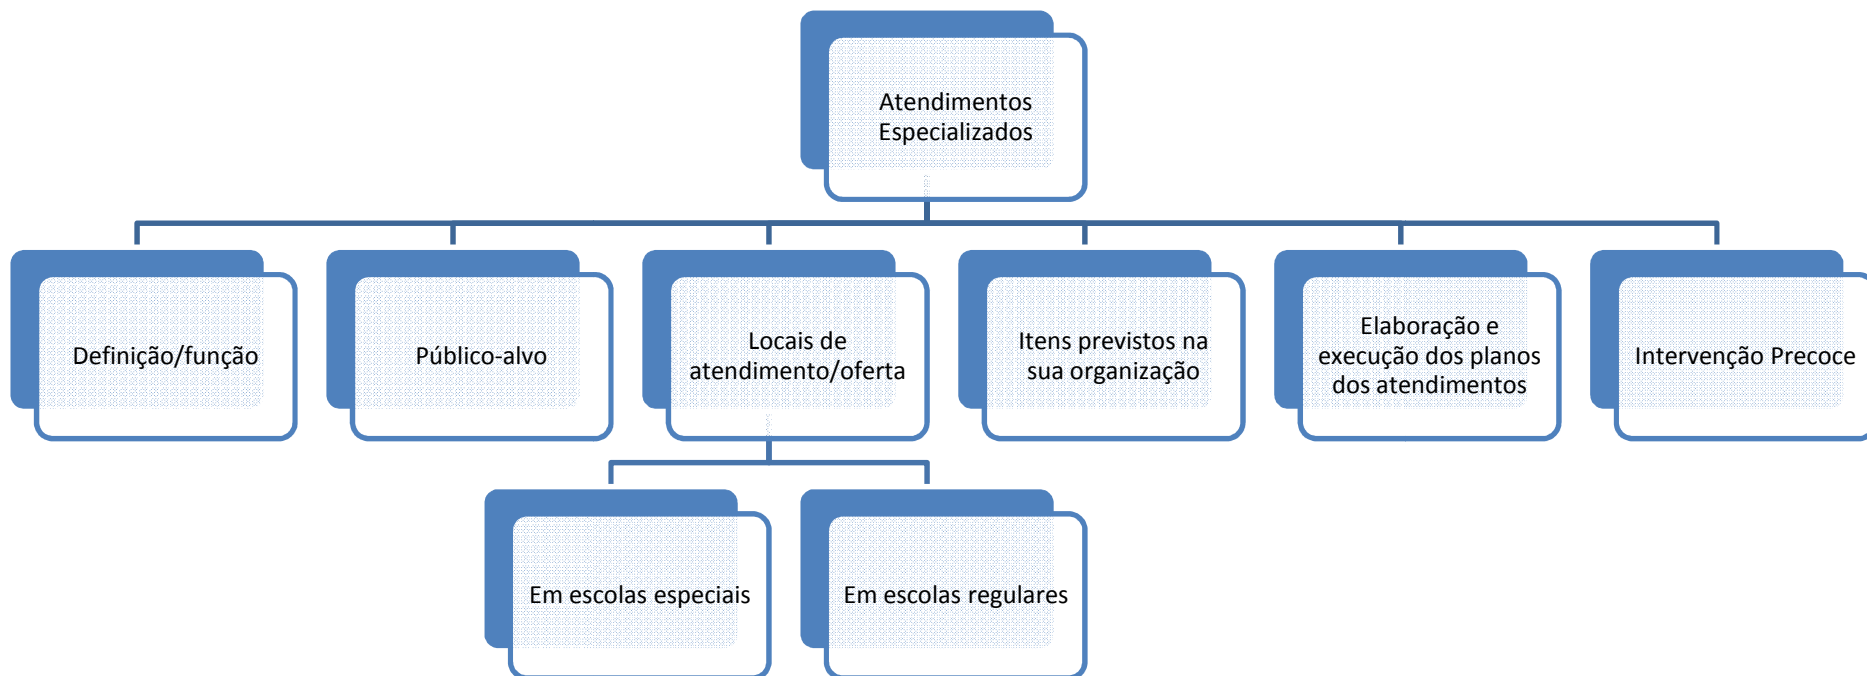 Atendimentos
Especializados
Definição/função
Público-alvo
Locais de
atendimento/oferta
Itens previstos na
sua organização
Elaboração e
execução dos planos
dos atendimentos
Intervenção Precoce
Em escolas especiais
Em escolas regulares